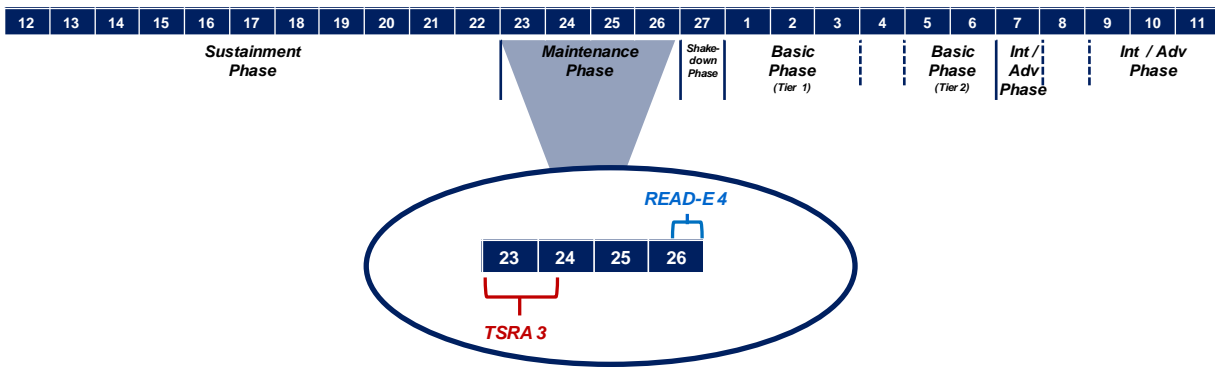 12 13 14 15 16 17 18 19 20 21 22 23 24 25 26 27 1 2 3 4 5 6 7 8 9 10 11
Sustainment
Phase
Maintenance
Phase
Shake-
down
Phase
Basic
Phase
(Tier 1)
Basic
Phase
(Tier 2)
Int /
Adv
Phase
Int / Adv
Phase
READ-E 4
23 24 25 26
TSRA 3